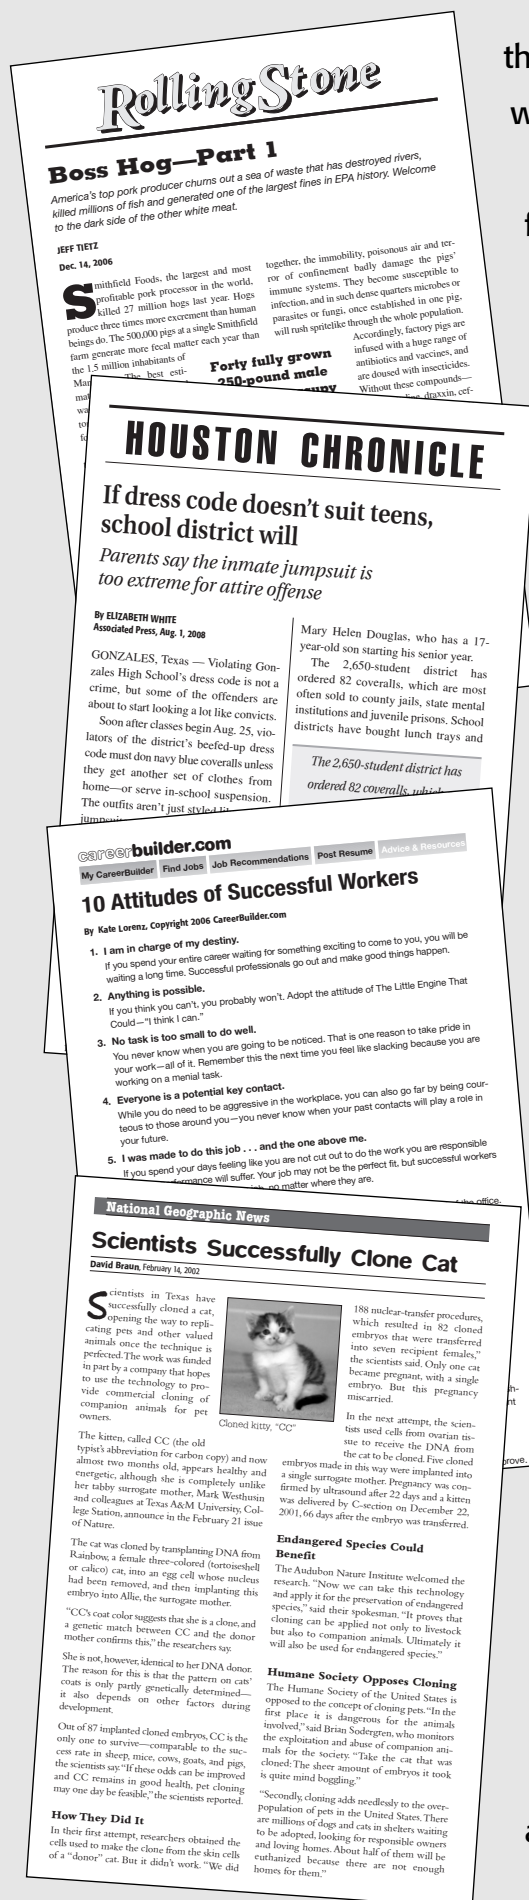 th
w
f
RollingStone
Boss Hog—Part 1
America's top pork producer churns out a sea of waste that has destroyed rivers,
killed millions of fish and generated one of the largest fines in EPA history. Welcome
to the dark side of the other white meat.
JEFF TIETZ
Dec. 14, 2006
Smithfield Foods, the largest and most
profitable pork processor in the world,
killed 27 million hogs last year. Hogs
produce three times more excrement than human
beings do. The 500,000 pigs at a single Smithfield
farm generate more fecal matter each year than
the 1.5 million inhabitants of
The best esti-
Forty fully grown
250-pound male
together, the immobility, poisonous air and ter-
ror of confinement badly damage the pigs'
immune systems. They become susceptible to
infection, and in such dense quarters microbes or
parasites or fungi, once established in one pig,
will rush spritelike through the whole population.
Accordingly, factory pigs are
infused with a huge range of
antibiotics and vaccines, and
are doused with insecticides.
Without these compounds—
draxxin, cef-
HOUSTON CHRONICLE
If dress code doesn't suit teens,
school district will
Parents say the inmate jumpsuit is
too extreme for attire offense
By ELIZABETH WHITE
Associated Press, Aug. 1, 2008
GONZALES, Texas — Violating Gon-
zales High School's dress code is not a
crime, but some of the offenders are
about to start looking a lot like convicts.
Soon after classes begin Aug. 25, vio-
lators of the district's beefed-up dress
code must don navy blue coveralls unless
they get another set of clothes from
home—or serve in-school suspension.
The outfits aren't just styled
Mary Helen Douglas, who has a 17-
year-old son starting his senior year.
The 2,650-student district has
ordered 82 coveralls, which are most
often sold to county jails, state mental
institutions and juvenile prisons. School
districts have bought lunch trays and
The 2,650-student district has
ordered 82 coveralls, which
careerbuilder.com
My CareerBuilder Find Jobs Job Recommendations Post Resume Advice & Resources
10 Attitudes of Successful Workers
By Kate Lorenz, Copyright 2006 CareerBuilder.com
1. I am in charge of my destiny.
If you spend your entire career waiting for something exciting to come to you, you will be
waiting a long time. Successful professionals go out and make good things happen.
2. Anything is possible.
If you think you can't, you probably won't. Adopt the attitude of The Little Engine That
Could—"I think I can."
3. No task is too small to do well.
You never know when you are going to be noticed. That is one reason to take pride in
your work—all of it. Remember this the next time you feel like slacking because you are
working on a menial task.
4. Everyone is a potential key contact.
While you do need to be aggressive in the workplace, you can also go far by being cour-
teous to those around you—you never know when your past contacts will play a role in
your future.
5. I was made to do this job . . . and the one above me.
If you spend your days feeling like you are not cut out to do the work you are responsible
formance will suffer. Your job may not be the perfect fit, but successful workers
no matter where they are.
of the office.
National Geographic News
Scientists Successfully Clone Cat
David Braun, February 14, 2002
Scientists in Texas have
successfully cloned a cat,
opening the way to repli-
cating pets and other valued
animals once the technique is
perfected. The work was funded
in part by a company that hopes
to use the technology to pro-
vide commercial cloning of
companion animals for pet
owners.
Cloned kitty, "CC"
The kitten, called CC (the old
typist's abbreviation for carbon copy) and now
almost two months old, appears healthy and
energetic, although she is completely unlike
her tabby surrogate mother, Mark Westhusin
and colleagues at Texas A&M University, Col-
lege Station, announce in the February 21 issue
of Nature.
The cat was cloned by transplanting DNA from
Rainbow, a female three-colored (tortoiseshell
or calico) cat, into an egg cell whose nucleus
had been removed, and then implanting this
embryo into Allie, the surrogate mother.
"CC's coat color suggests that she is a clone, and
a genetic match between CC and the donor
mother confirms this," the researchers say.
She is not, however, identical to her DNA donor.
The reason for this is that the pattern on cats'
coats is only partly genetically determined—
it also depends on other factors during
development.
Out of 87 implanted cloned embryos, CC is the
only one to survive—comparable to the suc-
cess rate in sheep, mice, cows, goats, and pigs,
the scientists say. "If these odds can be improved
and CC remains in good health, pet cloning
may one day be feasible," the scientists reported.
How They Did It
In their first attempt, researchers obtained the
cells used to make the clone from the skin cells
of a "donor" cat. But it didn't work. "We did
188 nuclear-transfer procedures,
which resulted in 82 cloned
embryos that were transferred
into seven recipient females,"
the scientists said. Only one cat
became pregnant, with a single
embryo. But this pregnancy
miscarried.
In the next attempt, the scien-
tists used cells from ovarian tis-
sue to receive the DNA from
the cat to be cloned. Five cloned
embryos made in this way were implanted into
a single surrogate mother. Pregnancy was con-
firmed by ultrasound after 22 days and a kitten
was delivered by C-section on December 22,
2001, 66 days after the embryo was transferred.
Endangered Species Could
Benefit
The Audubon Nature Institute welcomed the
research. "Now we can take this technology
and apply it for the preservation of endangered
species," said their spokesman. "It proves that
cloning can be applied not only to livestock
but also to companion animals. Ultimately it
will also be used for endangered species."
Humane Society Opposes Cloning
The Humane Society of the United States is
opposed to the concept of cloning pets. "In the
first place it is dangerous for the animals
involved," said Brian Sodergren, who monitors
the exploitation and abuse of companion ani-
mals for the society. "Take the cat that was
cloned: The sheer amount of embryos it took
is quite mind boggling."
"Secondly, cloning adds needlessly to the over-
population of pets in the United States. There
are millions of dogs and cats in shelters waiting
to be adopted, looking for responsible owners
and loving homes. About half of them will be
euthanized because there are not enough
homes for them."